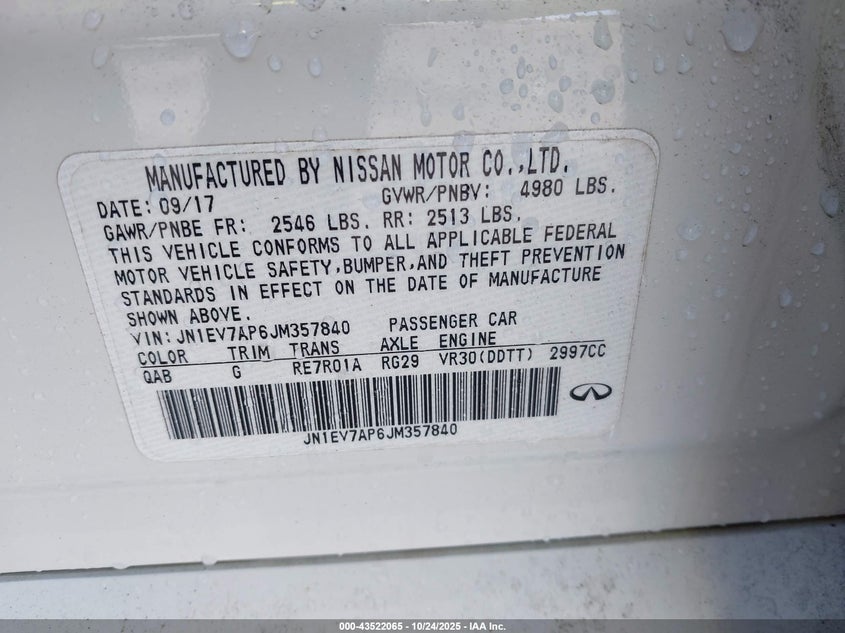 MANUFACTURED BY NISSAN MOTOR CO.,LTD.
DATE: 09/17 GVWR/PNBV: 4980 LBS.
GAWR/PNBE FR: 2546 LBS. RR: 2513 LBS.
THIS VEHICLE CONFORMS TO ALL APPLICABLE FEDERAL
MOTOR VEHICLE SAFETY,BUMPER,AND THEFT PREVENTION
STANDARDS IN EFFECT ON THE DATE OF MANUFACTURE
SHOWN ABOVE.
VIN: JN1EV7AP6JM357840 PASSENGER CAR
COLOR TRIM TRANS AXLE ENGINE
QAB G RE7R01A RG29 VR30(DDTT) 2997CC
JN1EV7AP6JM357840
000-43522065 - 10/24/2025 - IAA Inc.